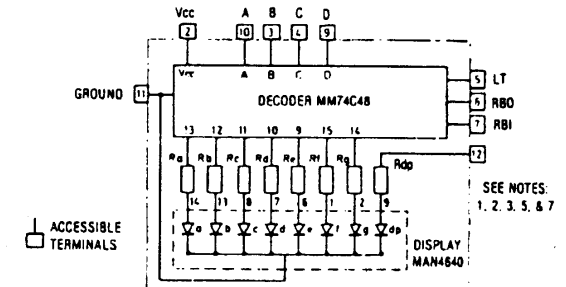 Vcc A B C D
2 10 3 4 9
Vcc A B C D
GROUND 11
DECODER MM74C48
5 LT
6 RBO
7 RBI
13 12 11 10 9 15 14
12
Ra Rb Rc Rd Re Rf Rg Rdp
14 13 8 7 6 1 2 9
SEE NOTES:
1, 2, 3, 5, & 7
a b c d e f g dp
ACCESSIBLE
TERMINALS
DISPLAY
MAN4640